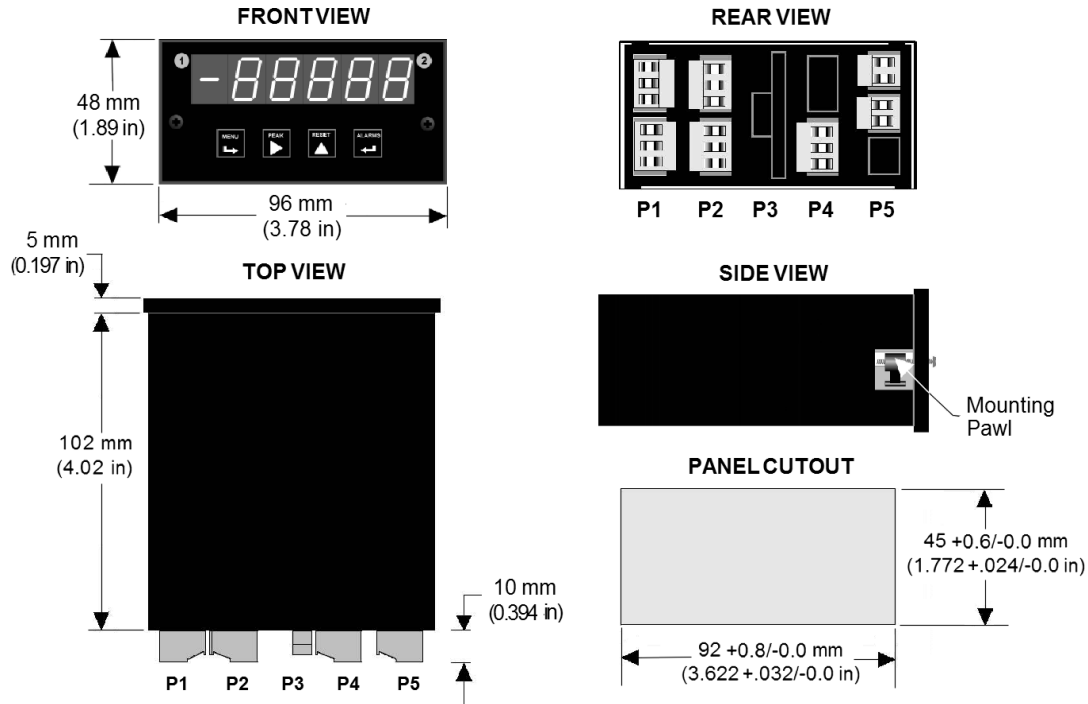 FRONT VIEW
1
-88888
2
MENU
PEAK
RESET
ALARMS
48 mm
(1.89 in)
96 mm
(3.78 in)
REAR VIEW
P1 P2 P3 P4 P5
5 mm
(0.197 in)
TOP VIEW
102 mm
(4.02 in)
10 mm
(0.394 in)
P1 P2 P3 P4 P5
SIDE VIEW
Mounting
Pawl
PANEL CUTOUT
45 +0.6/-0.0 mm
(1.772 +.024/-0.0 in)
92 +0.8/-0.0 mm
(3.622 +.032/-0.0 in)